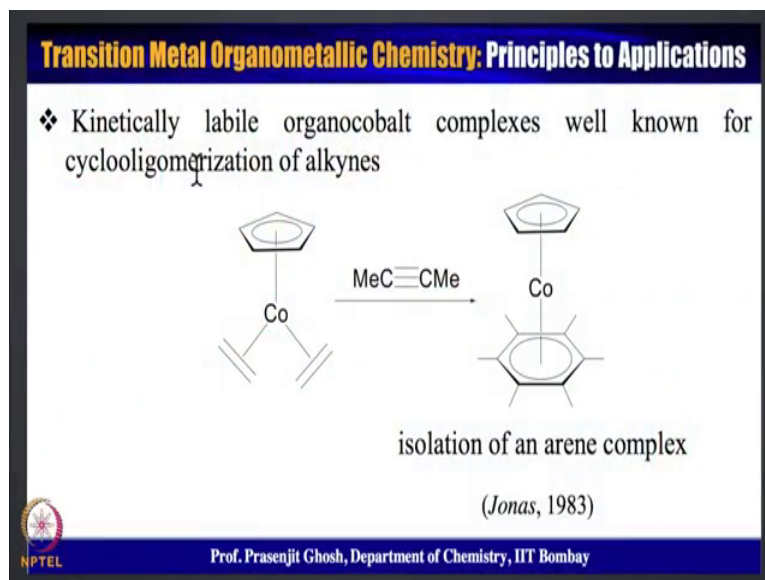 Transition Metal Organometallic Chemistry: Principles to Applications
❖ Kinetically labile organocobalt complexes well known for
cyclooligomerization of alkynes
MeC≡CMe
Co
Co
isolation of an arene complex
(Jonas, 1983)
NPTEL
Prof. Prasenjit Ghosh, Department of Chemistry, IIT Bombay